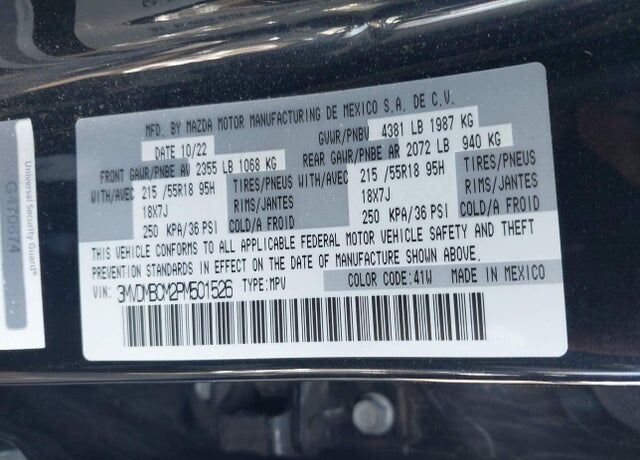 MFD. BY MAZDA MOTOR MANUFACTURING DE MEXICO S.A. DE C.V.
DATE 10/22 GVWR/PNBV 4381 LB 1987 KG
FRONT GAWR/PNBE AV 2355 LB 1068 KG REAR GAWR/PNBE AR 2072 LB 940 KG
WITH/AVEC 215 /55R18 95H TIRES/PNEUS WITH/AVEC 215 /55R18 95H TIRES/PNEUS
18X7J RIMS/JANTES 18X7J RIMS/JANTES
250 KPA/36 PSI COLD/A FROID 250 KPA/36 PSI COLD/A FROID
THIS VEHICLE CONFORMS TO ALL APPLICABLE FEDERAL MOTOR VEHICLE SAFETY AND THEFT
PREVENTION STANDARDS IN EFFECT ON THE DATE OF MANUFACTURE SHOWN ABOVE.
VIN: 3MVDMBCM2PM501526 TYPE:MPV COLOR CODE:41W MADE IN MEXICO
Universal Security Guard
G470674